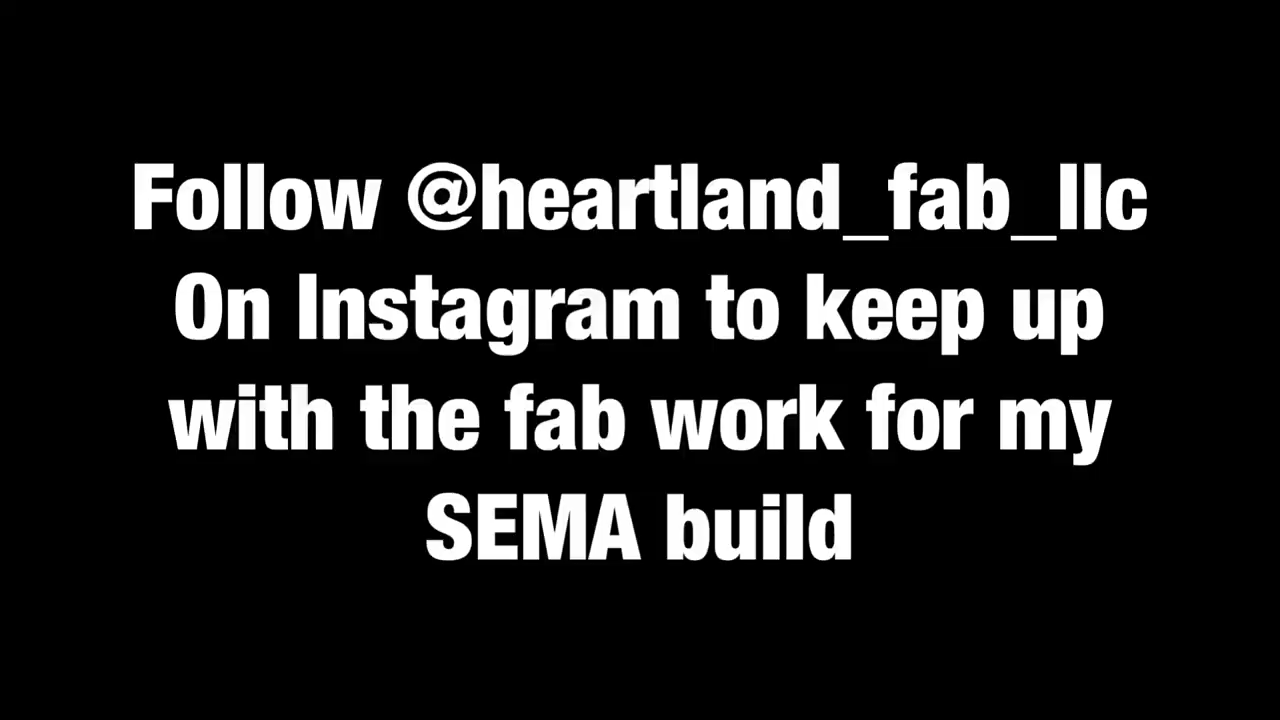 Follow @heartland_fab_llc
On Instagram to keep up
with the fab work for my
SEMA build